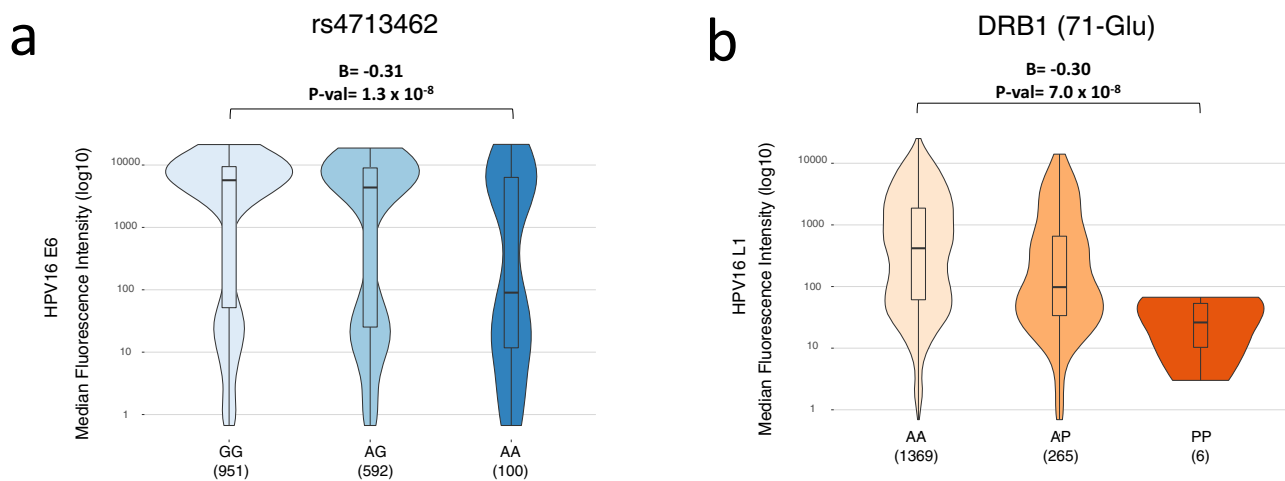 a
rs4713462
B= -0.31
P-val= 1.3 x 10-8
HPV16 E6
Median Fluorescence Intensity (log10)
10000
1000
100
10
1
GG
(951)
AG
(592)
AA
(100)
b
DRB1 (71-Glu)
B= -0.30
P-val= 7.0 x 10-8
HPV16 L1
Median Fluorescence Intensity (log10)
10000
1000
100
10
1
AA
(1369)
AP
(265)
PP
(6)